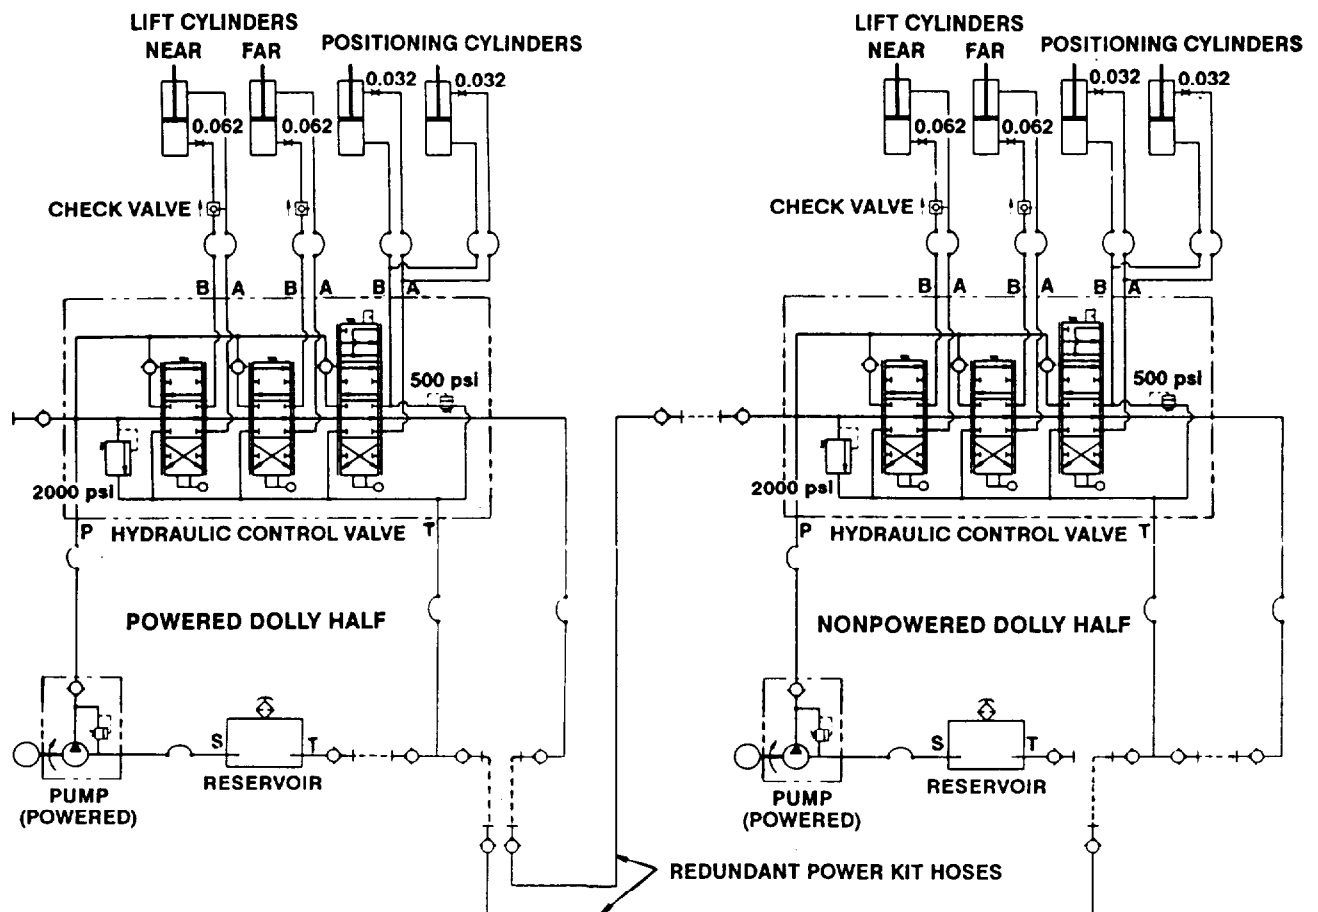 LIFT CYLINDERS
NEAR FAR
POSITIONING CYLINDERS
0.032 0.032
0.062 0.062
CHECK VALVE
B A B A B A
500 psi
2000 psi
P HYDRAULIC CONTROL VALVE T
POWERED DOLLY HALF
S T
RESERVOIR
PUMP
(POWERED)
LIFT CYLINDERS
NEAR FAR
POSITIONING CYLINDERS
0.032 0.032
0.062 0.062
CHECK VALVE
B A B A B A
500 psi
2000 psi
P HYDRAULIC CONTROL VALVE T
NONPOWERED DOLLY HALF
S T
RESERVOIR
PUMP
(POWERED)
REDUNDANT POWER KIT HOSES